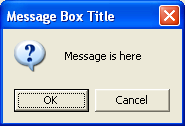 Message Box Title
Message is here
OK
Cancel